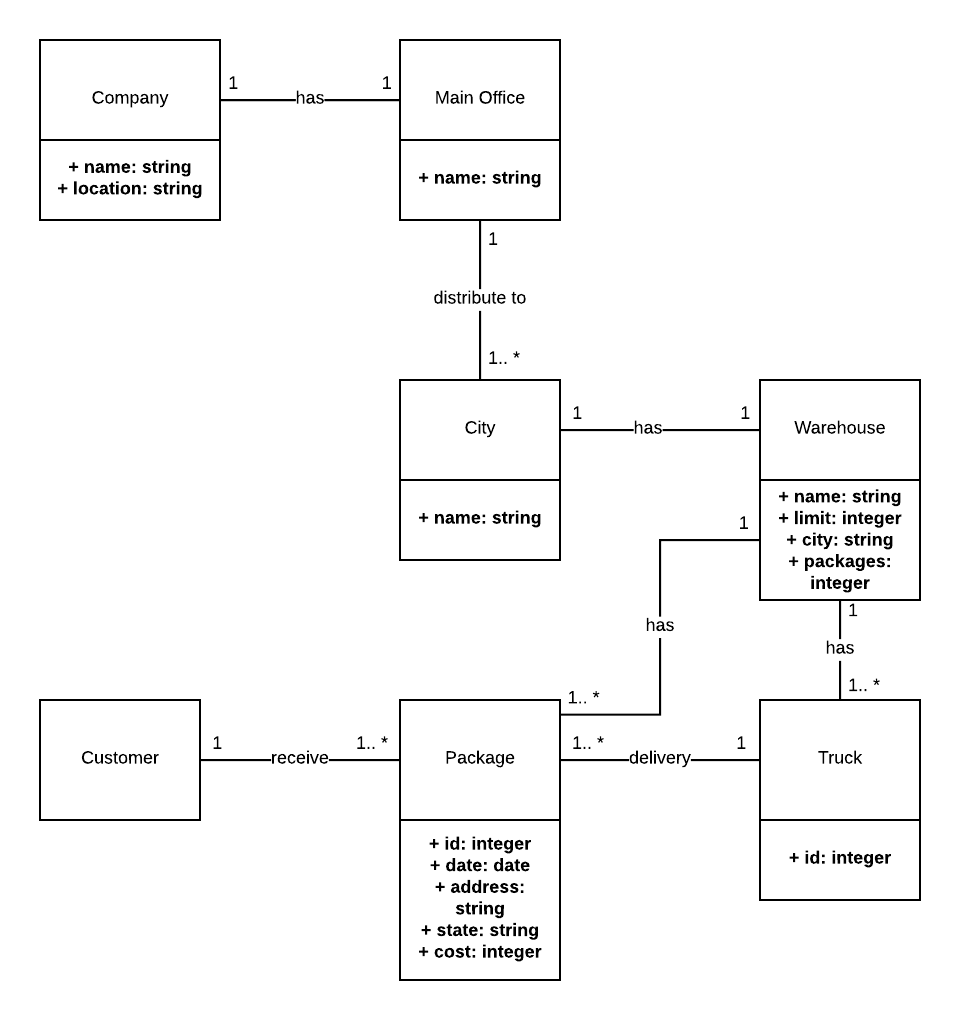 Company
1
has
1
Main Office
+ name: string
+ location: string
+ name: string
1
distribute to
1.. *
City
1
has
1
Warehouse
+ name: string
+ name: string
+ limit: integer
+ city: string
+ packages:
integer
1
has
1.. *
1
has
1.. *
Customer
1
receive
1.. *
Package
1.. *
delivery
1
Truck
+ id: integer
+ date: date
+ address:
string
+ state: string
+ cost: integer
+ id: integer